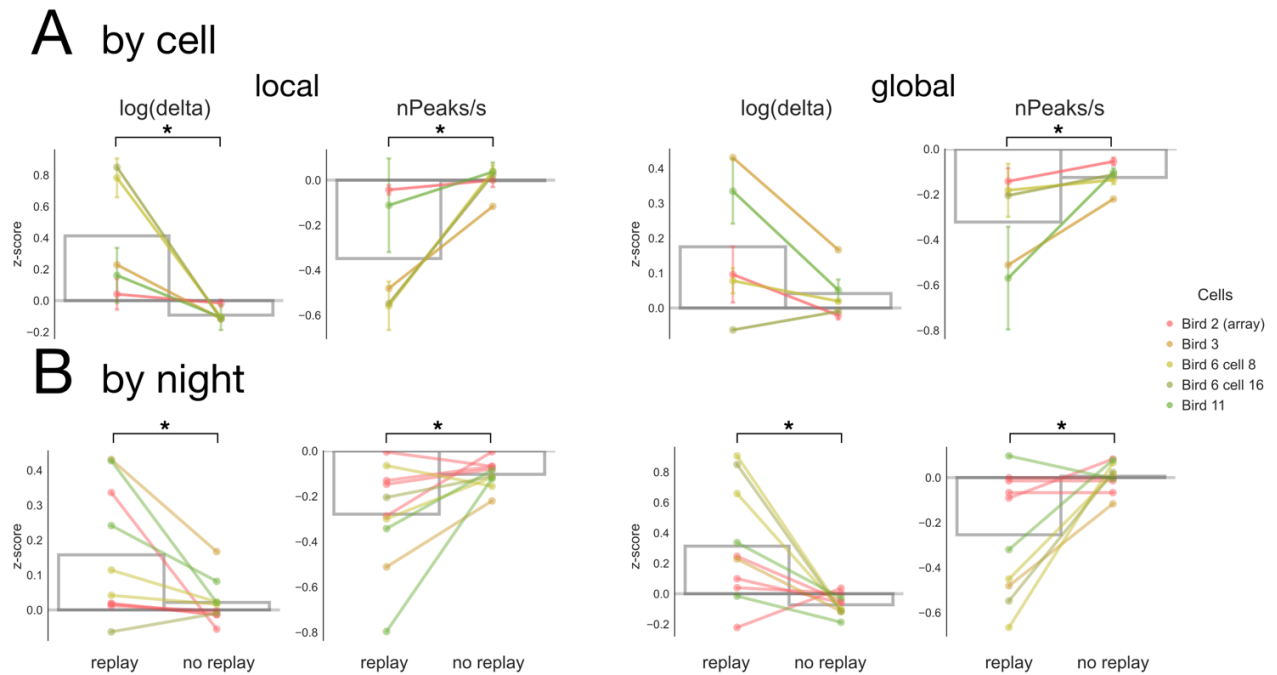 A by cell
local
global
log(delta)
nPeaks/s
log(delta)
nPeaks/s
*
*
*
z-score
0.8
0.6
0.4
0.2
0.0
−0.2
0.0
−0.2
−0.4
−0.6
0.4
0.3
0.2
0.1
0.0
0.0
−0.2
−0.4
−0.6
−0.8
Cells
Bird 2 (array)
Bird 3
Bird 6 cell 8
Bird 6 cell 16
Bird 11
B by night
*
*
*
*
z-score
0.4
0.3
0.2
0.1
0.0
0.0
−0.2
−0.4
−0.6
−0.8
z-score
0.8
0.6
0.4
0.2
0.0
−0.2
0.0
−0.2
−0.4
−0.6
replay no replay
replay no replay
replay no replay
replay no replay